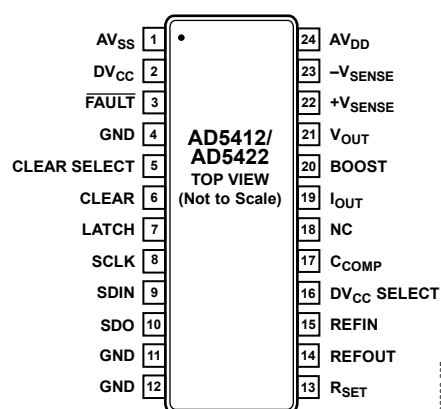 AVSS 1
DVCC 2
FAULT 3
GND 4
CLEAR SELECT 5
CLEAR 6
LATCH 7
SCLK 8
SDIN 9
SDO 10
GND 11
GND 12
AD5412/
AD5422
TOP VIEW
(Not to Scale)
24 AVDD
23 –VSENSE
22 +VSENSE
21 VOUT
20 BOOST
19 IOUT
18 NC
17 CCOMP
16 DVCC SELECT
15 REFIN
14 REFOUT
13 RSET